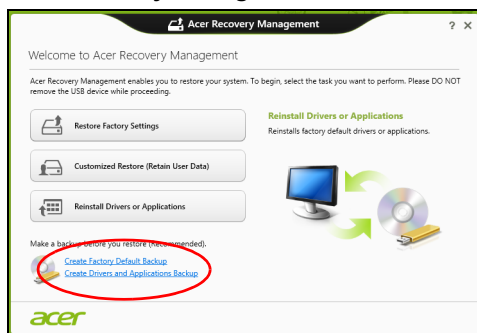 Acer Recovery Management
? ×
Welcome to Acer Recovery Management
Acer Recovery Management enables you to restore your system. To begin, select the task you want to perform. Please DO NOT
remove the USB device while proceeding.
Restore Factory Settings
Customized Restore (Retain User Data)
Reinstall Drivers or Applications
Reinstall Drivers or Applications
Reinstalls factory default drivers or applications.
Make a backup before you restore (Recommended).
Create Factory Default Backup
Create Drivers and Applications Backup
acer